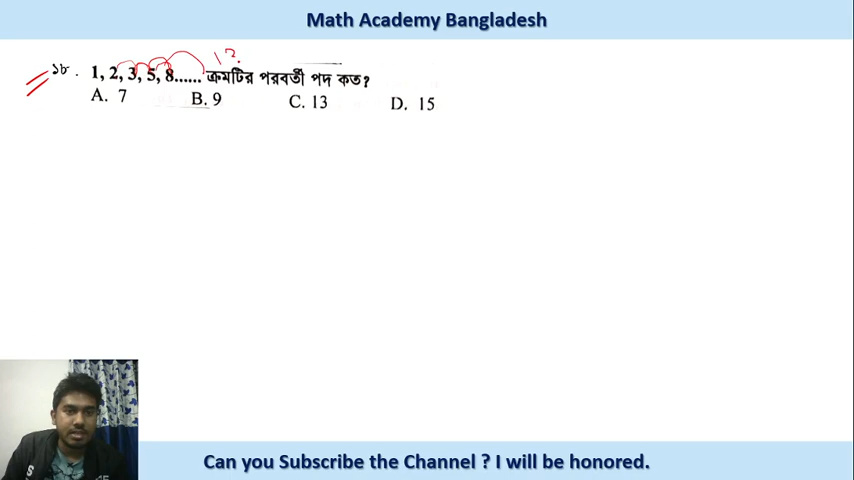 Math Academy Bangladesh
১৮. 1, 2, 3, 5, 8...... ক্রমটির পরবর্তী পদ কত?
A. 7 B. 9 C. 13 D. 15
Can you Subscribe the Channel ? I will be honored.